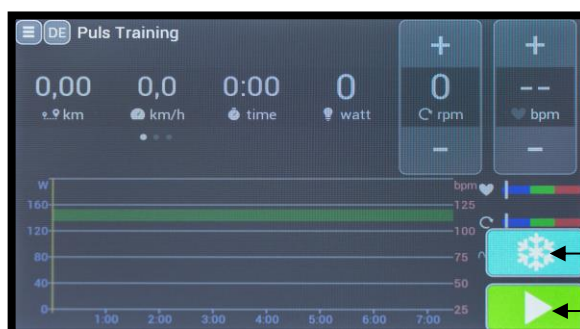 DE Puls Training
+ +
0,00 0,0 0:00 0 0 --
km km/h time watt rpm bpm
- -
W bpm
160 125
120 100
80 75
40 50
0 25
1:00 2:00 3:00 4:00 5:00 6:00 7:00